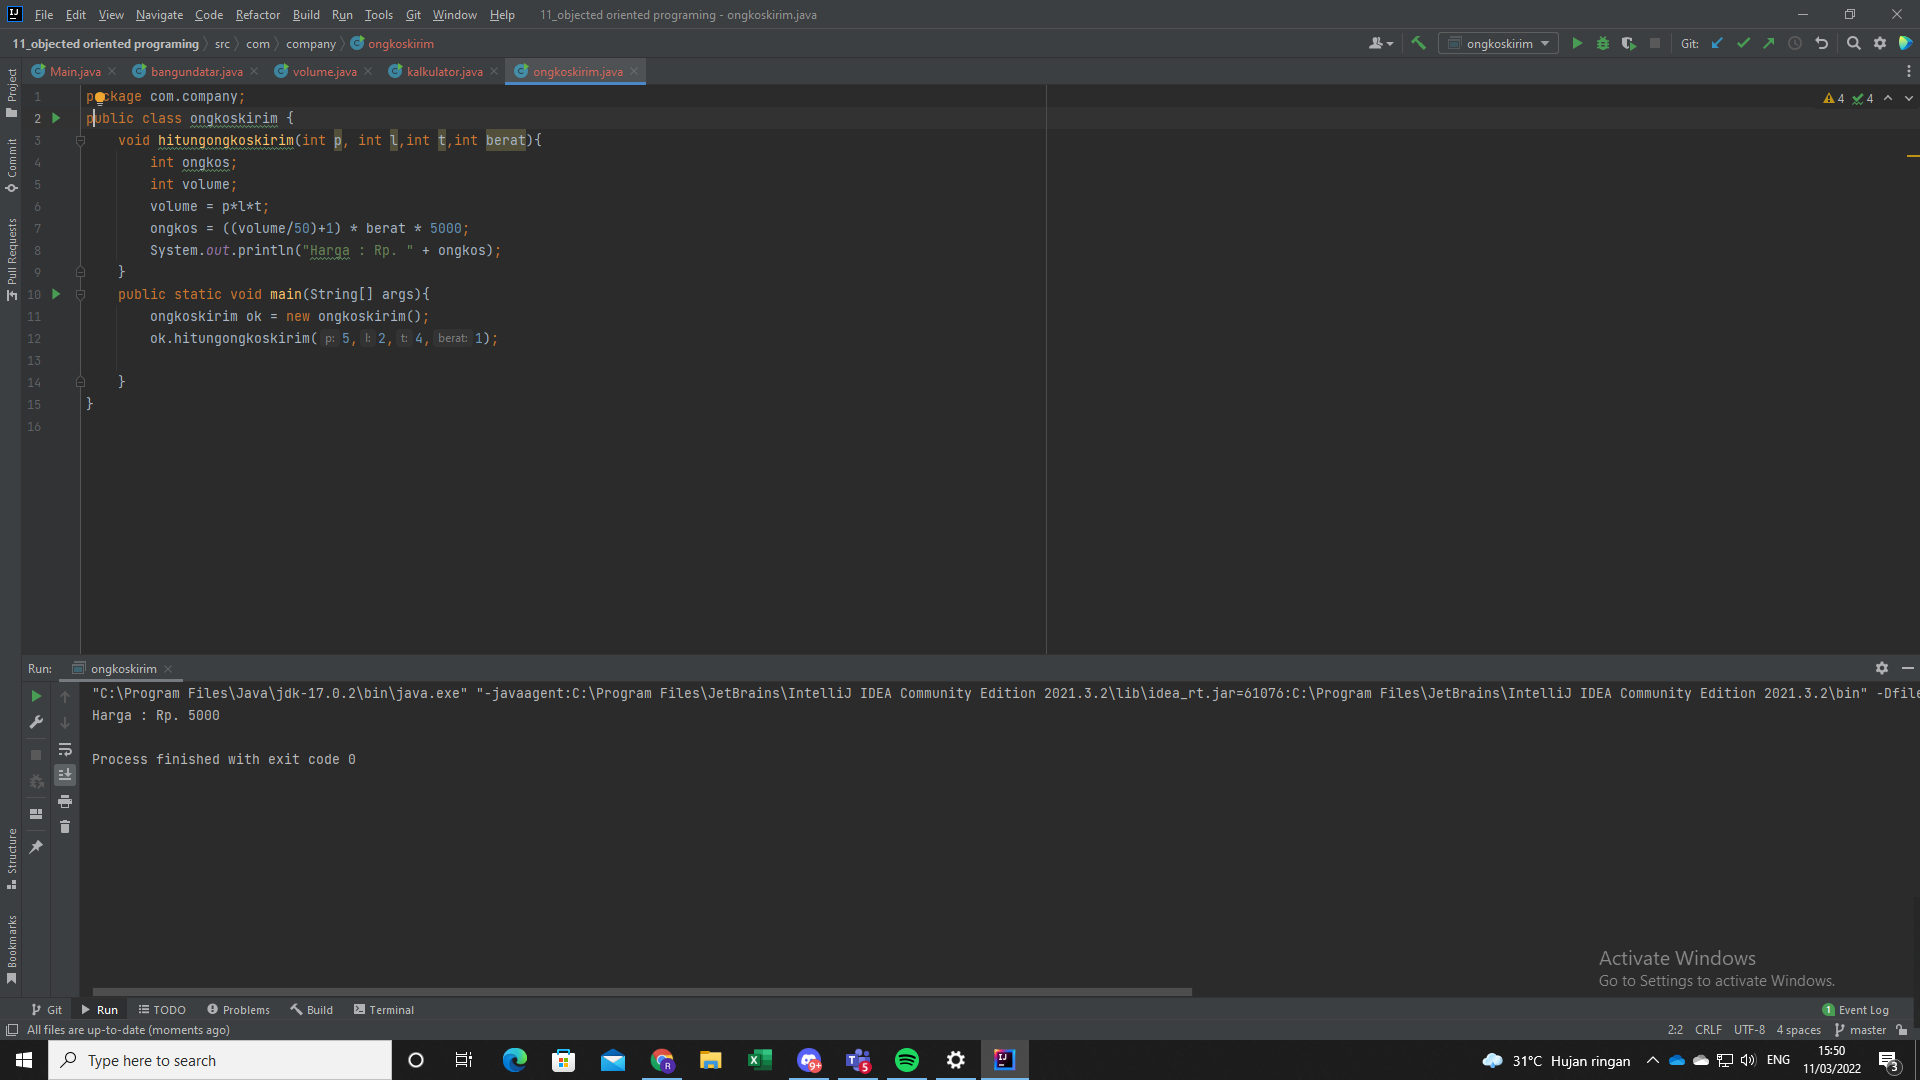 File Edit View Navigate Code Refactor Build Run Tools Git Window Help 11_objected oriented programing - ongkoskirim.java
11_objected oriented programing src com company ongkoskirim
ongkoskirim Git:
Main.java bangundatar.java volume.java kalkulator.java ongkoskirim.java
Project
Commit
Pull Requests
4 4
1 package com.company;
2 public class ongkoskirim {
3 void hitungongkoskirim(int p, int l,int t,int berat){
4 int ongkos;
5 int volume;
6 volume = p*l*t;
7 ongkos = ((volume/50)+1) * berat * 5000;
8 System.out.println("Harga : Rp. " + ongkos);
9 }
10 public static void main(String[] args){
11 ongkoskirim ok = new ongkoskirim();
12 ok.hitungongkoskirim( p: 5, l: 2, t: 4, berat: 1);
13
14 }
15 }
16
Run: ongkoskirim
"C:\Program Files\Java\jdk-17.0.2\bin\java.exe" "-javaagent:C:\Program Files\JetBrains\IntelliJ IDEA Community Edition 2021.3.2\lib\idea_rt.jar=61076:C:\Program Files\JetBrains\IntelliJ IDEA Community Edition 2021.3.2\bin" -Dfile
Harga : Rp. 5000
Process finished with exit code 0
Structure
Bookmarks
Activate Windows
Go to Settings to activate Windows.
Git Run TODO Problems Build Terminal 1 Event Log
All files are up-to-date (moments ago) 2:2 CRLF UTF-8 4 spaces master
Type here to search R 9+ 5 31°C Hujan ringan ENG 15:50
11/03/2022 3